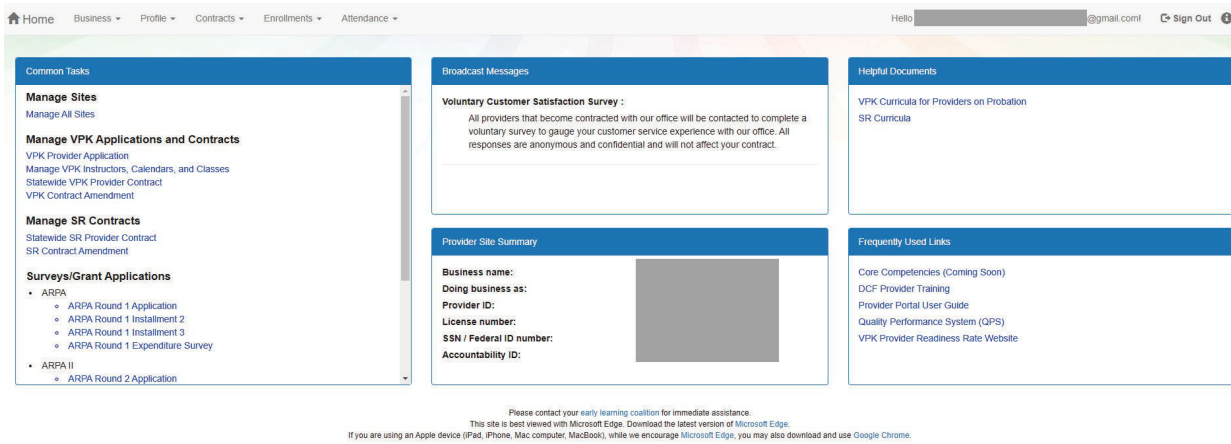 Home Business Profile Contracts Enrollments Attendance Hello @gmail.com! Sign Out
Common Tasks
Manage Sites
Manage All Sites
Manage VPK Applications and Contracts
VPK Provider Application
Manage VPK Instructors, Calendars, and Classes
Statewide VPK Provider Contract
VPK Contract Amendment
Manage SR Contracts
Statewide SR Provider Contract
SR Contract Amendment
Surveys/Grant Applications
• ARPA
ARPA Round 1 Application
ARPA Round 1 Installment 2
ARPA Round 1 Installment 3
ARPA Round 1 Expenditure Survey
• ARPA II
ARPA Round 2 Application
Broadcast Messages
Voluntary Customer Satisfaction Survey :
All providers that become contracted with our office will be contacted to complete a
voluntary survey to gauge your customer service experience with our office. All
responses are anonymous and confidential and will not affect your contract.
Provider Site Summary
Business name:
Doing business as:
Provider ID:
License number:
SSN / Federal ID number:
Accountability ID:
Helpful Documents
VPK Curricula for Providers on Probation
SR Curricula
Frequently Used Links
Core Competencies (Coming Soon)
DCF Provider Training
Provider Portal User Guide
Quality Performance System (QPS)
VPK Provider Readiness Rate Website
Please contact your early learning coalition for immediate assistance.
This site is best viewed with Microsoft Edge. Download the latest version of Microsoft Edge.
If you are using an Apple device (iPad, iPhone, Mac computer, MacBook), while we encourage Microsoft Edge, you may also download and use Google Chrome.